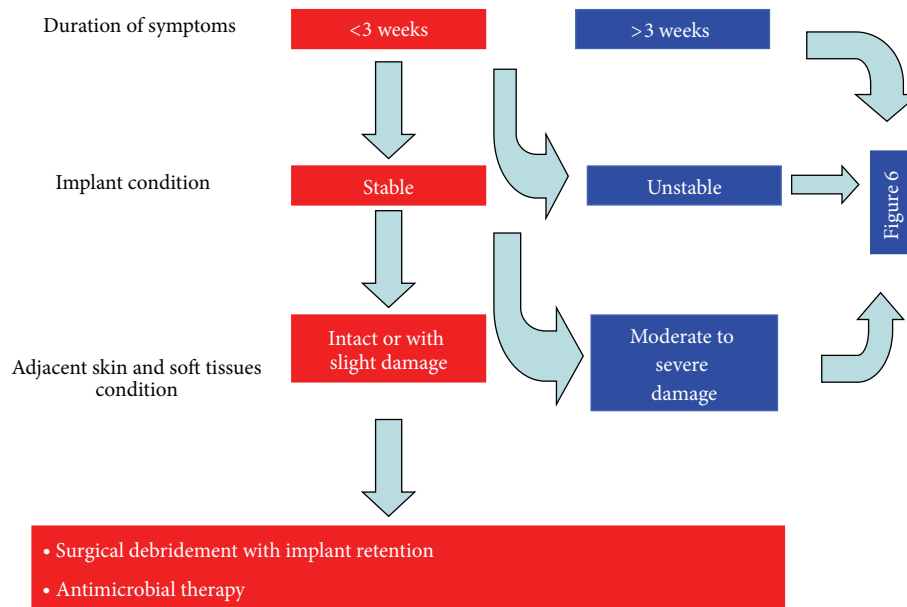 Duration of symptoms
<3 weeks
>3 weeks
Implant condition
Stable
Unstable
Figure 6
Adjacent skin and soft tissues
condition
Intact or with
slight damage
Moderate to
severe
damage
• Surgical debridement with implant retention
• Antimicrobial therapy